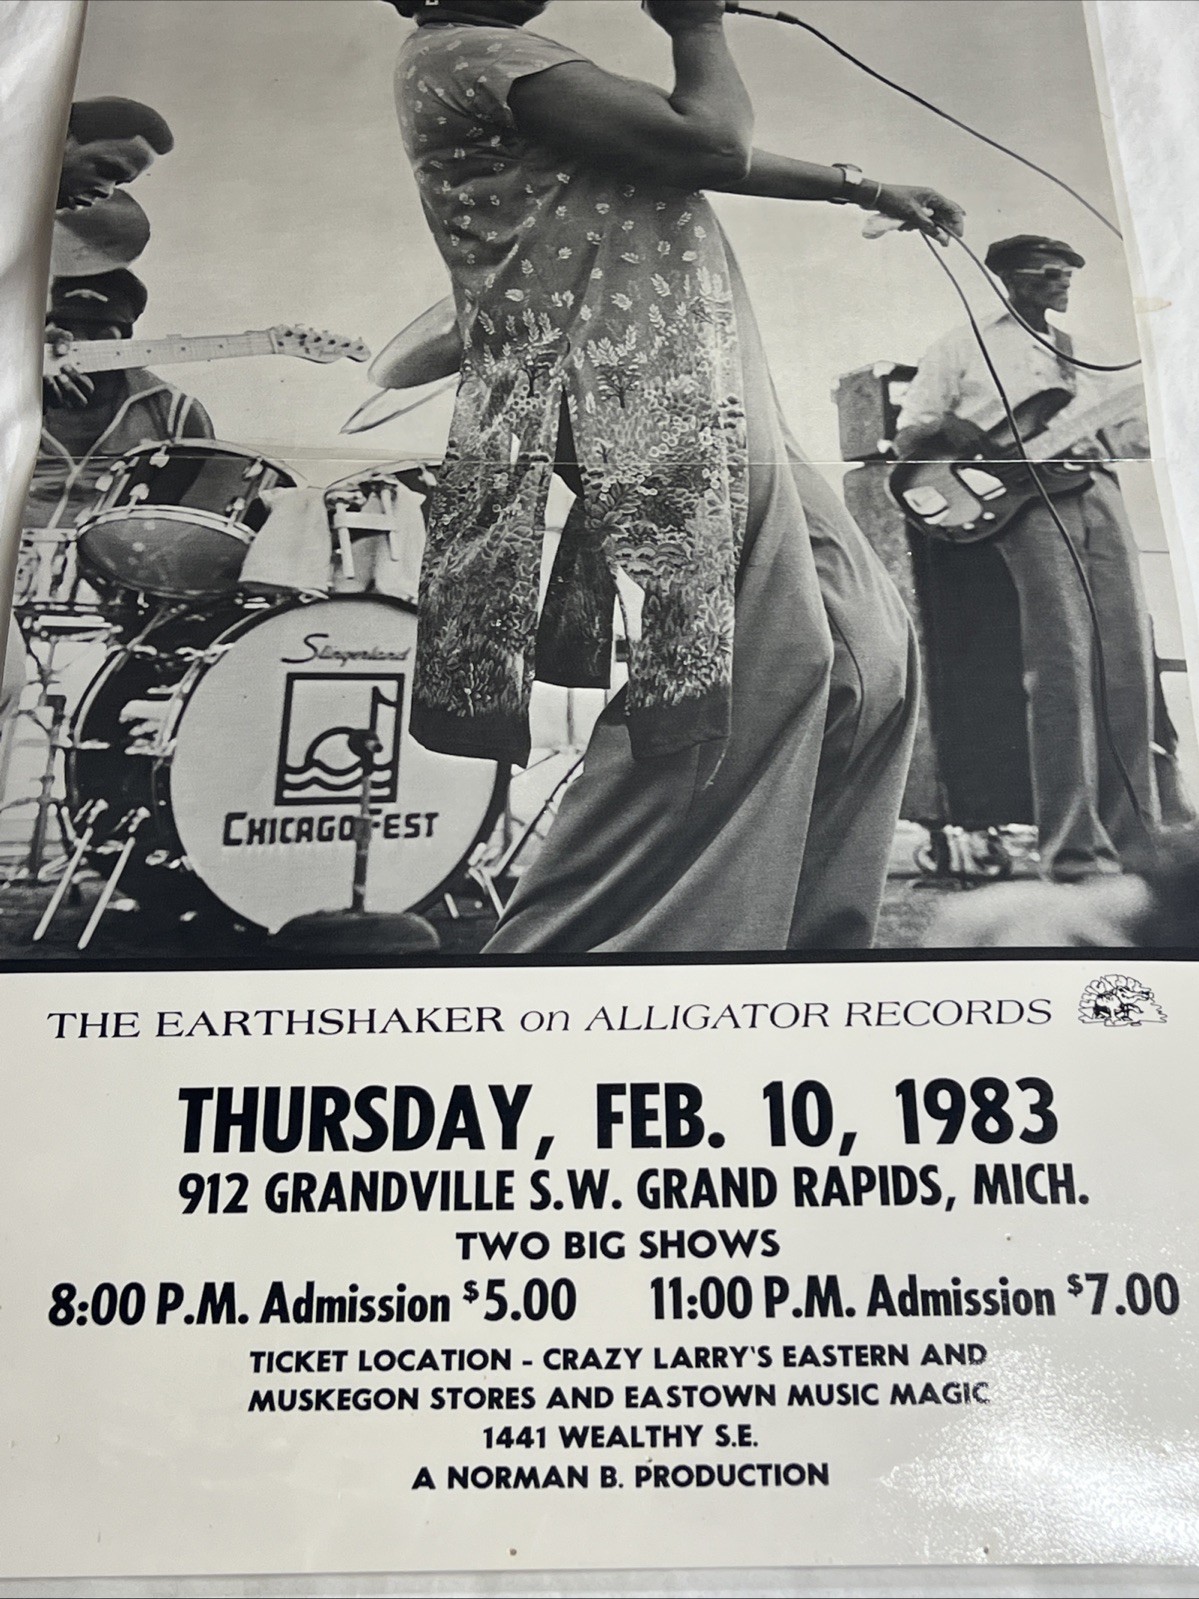 Slingerland
CHICAGOFEST
THE EARTHSHAKER on ALLIGATOR RECORDS
THURSDAY, FEB. 10, 1983
912 GRANDVILLE S.W. GRAND RAPIDS, MICH.
TWO BIG SHOWS
8:00 P.M. Admission $5.00 11:00 P.M. Admission $7.00
TICKET LOCATION - CRAZY LARRY'S EASTERN AND
MUSKEGON STORES AND EASTOWN MUSIC MAGIC
1441 WEALTHY S.E.
A NORMAN B. PRODUCTION